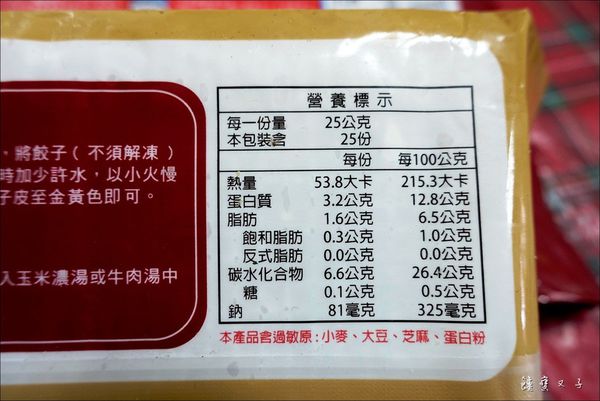 、將餃子（不須解凍）
時加少許水，以小火慢
子皮至金黃色即可。
入玉米濃湯或牛肉湯中
營養標示
每一份量 25公克
本包裝含 25份
每份 每100公克
熱量 53.8大卡 215.3大卡
蛋白質 3.2公克 12.8公克
脂肪 1.6公克 6.5公克
飽和脂肪 0.3公克 1.0公克
反式脂肪 0.0公克 0.0公克
碳水化合物 6.6公克 26.4公克
糖 0.1公克 0.5公克
鈉 81毫克 325毫克
本產品含過敏原:小麥、大豆、芝麻、蛋白粉